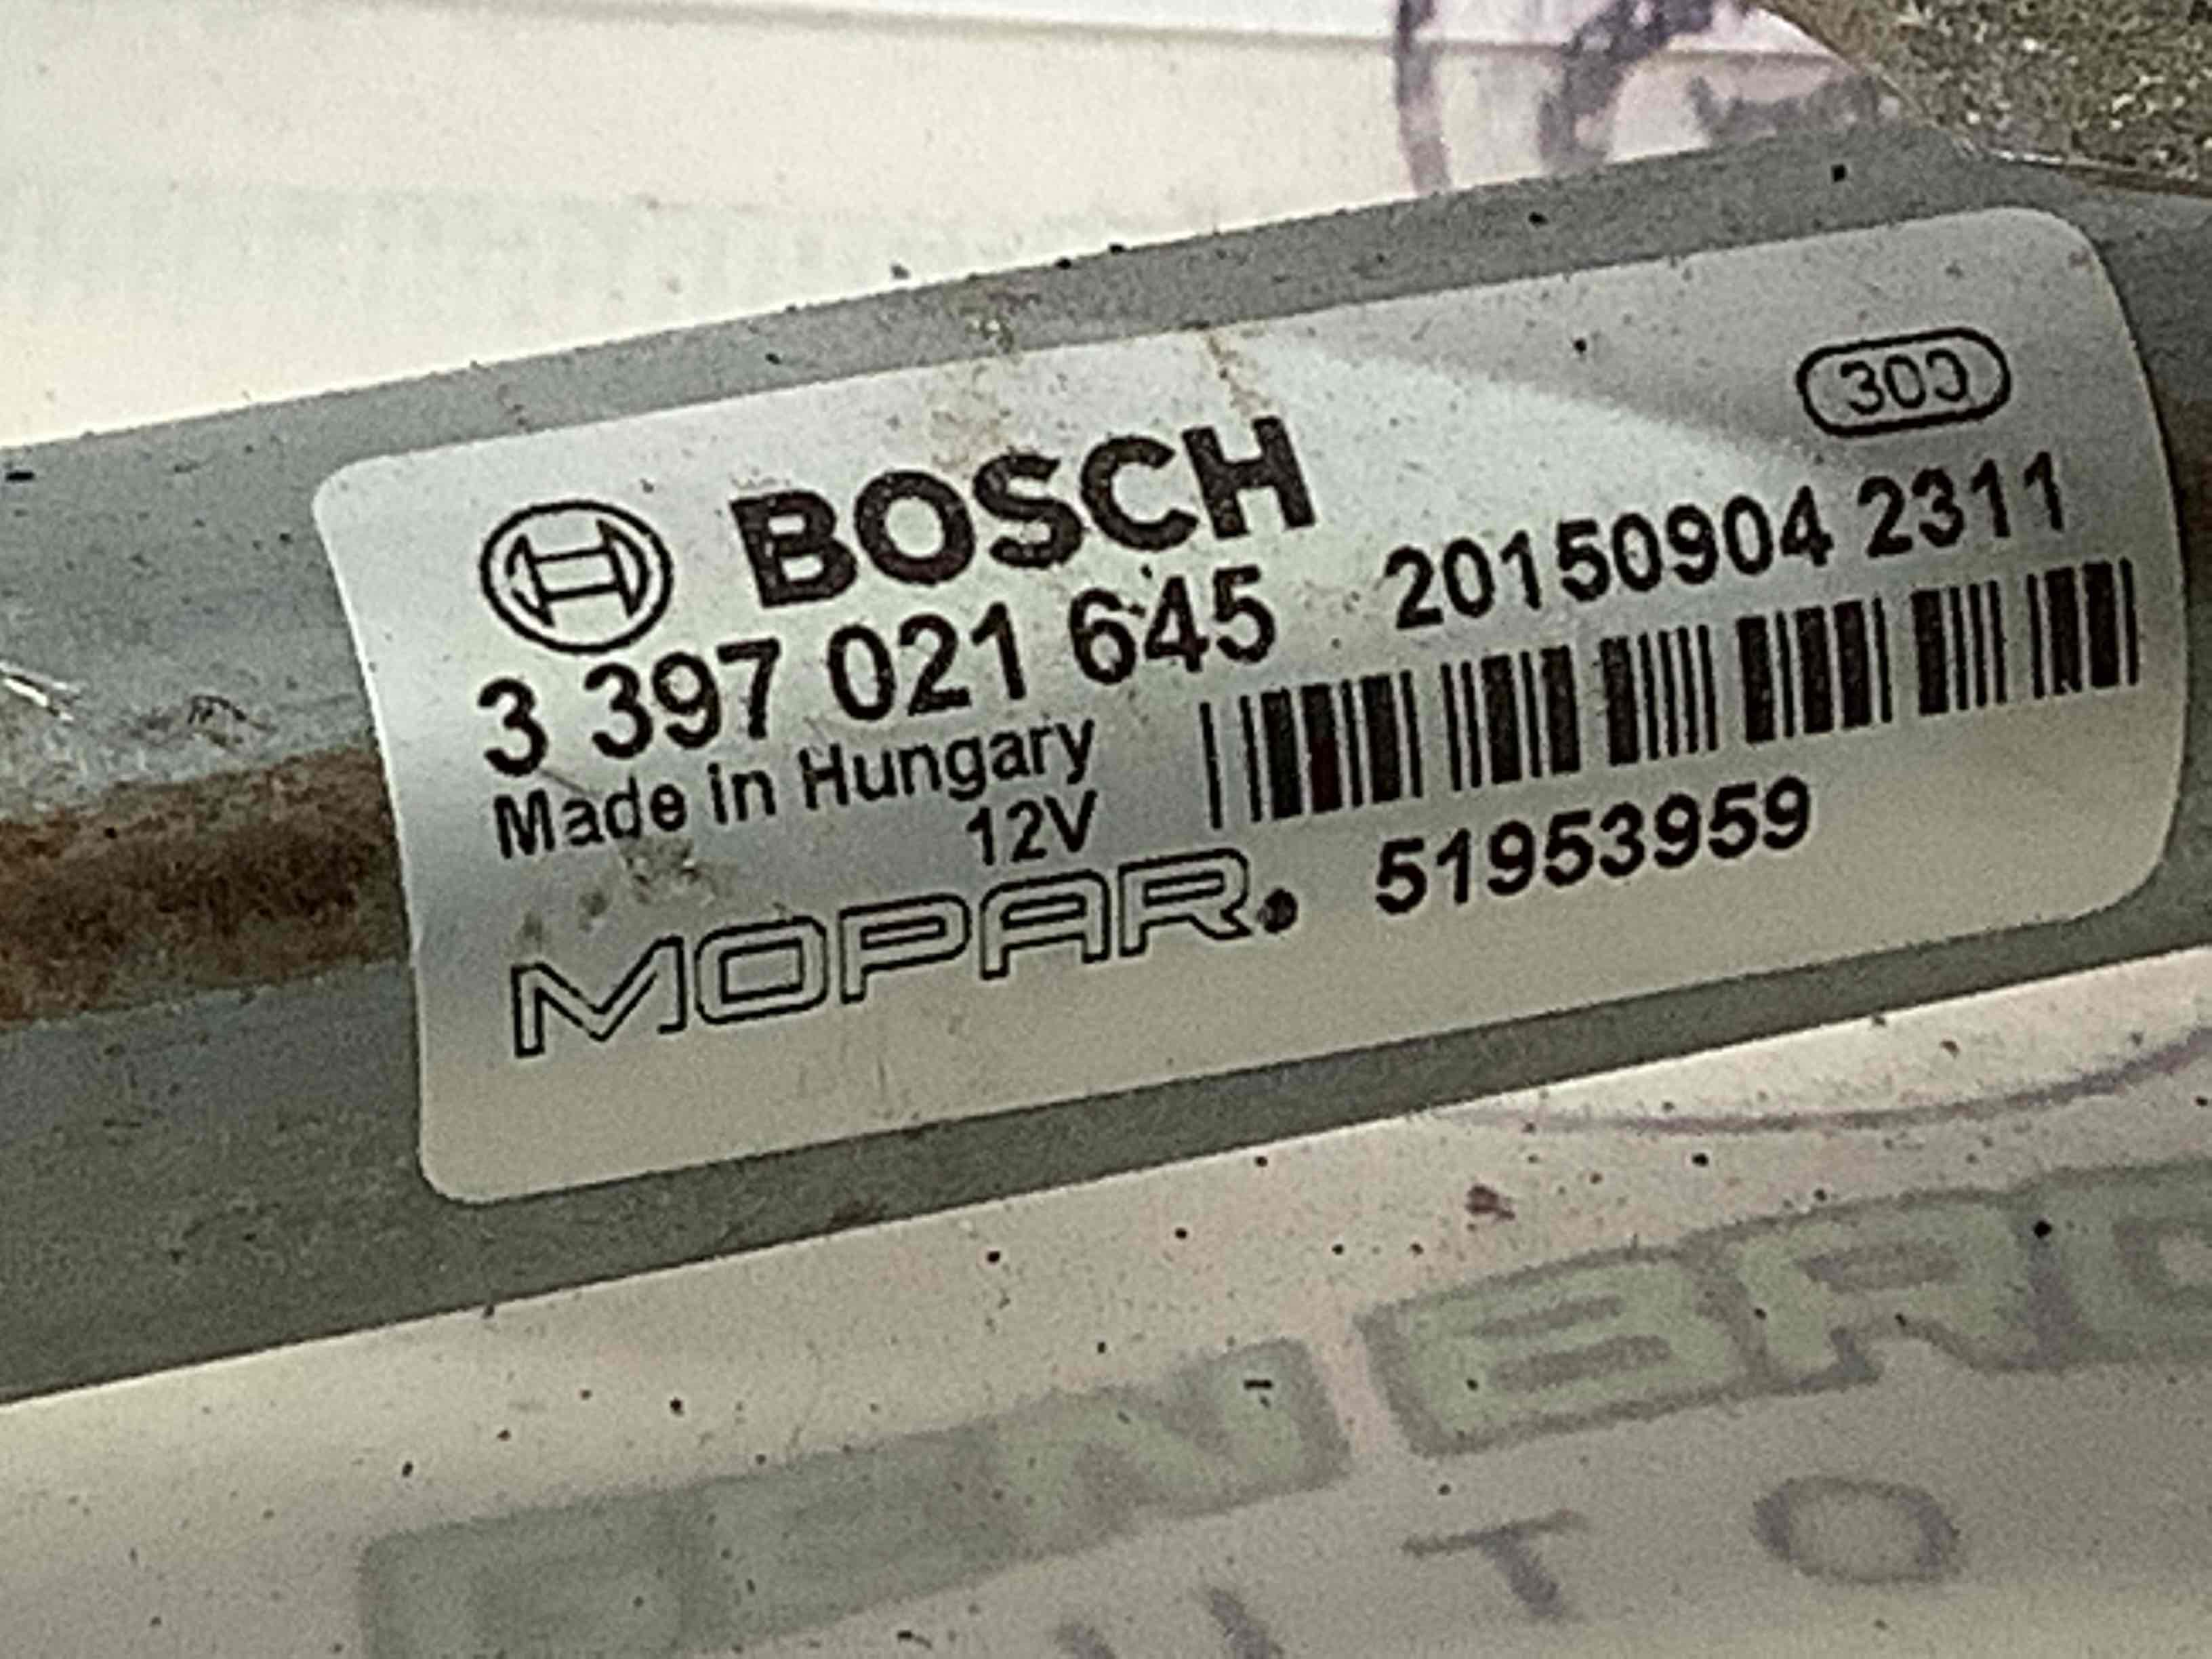 300
BOSCH
3 397 021 645 20150904 2311
Made in Hungary
12V
MOPAR. 51953959